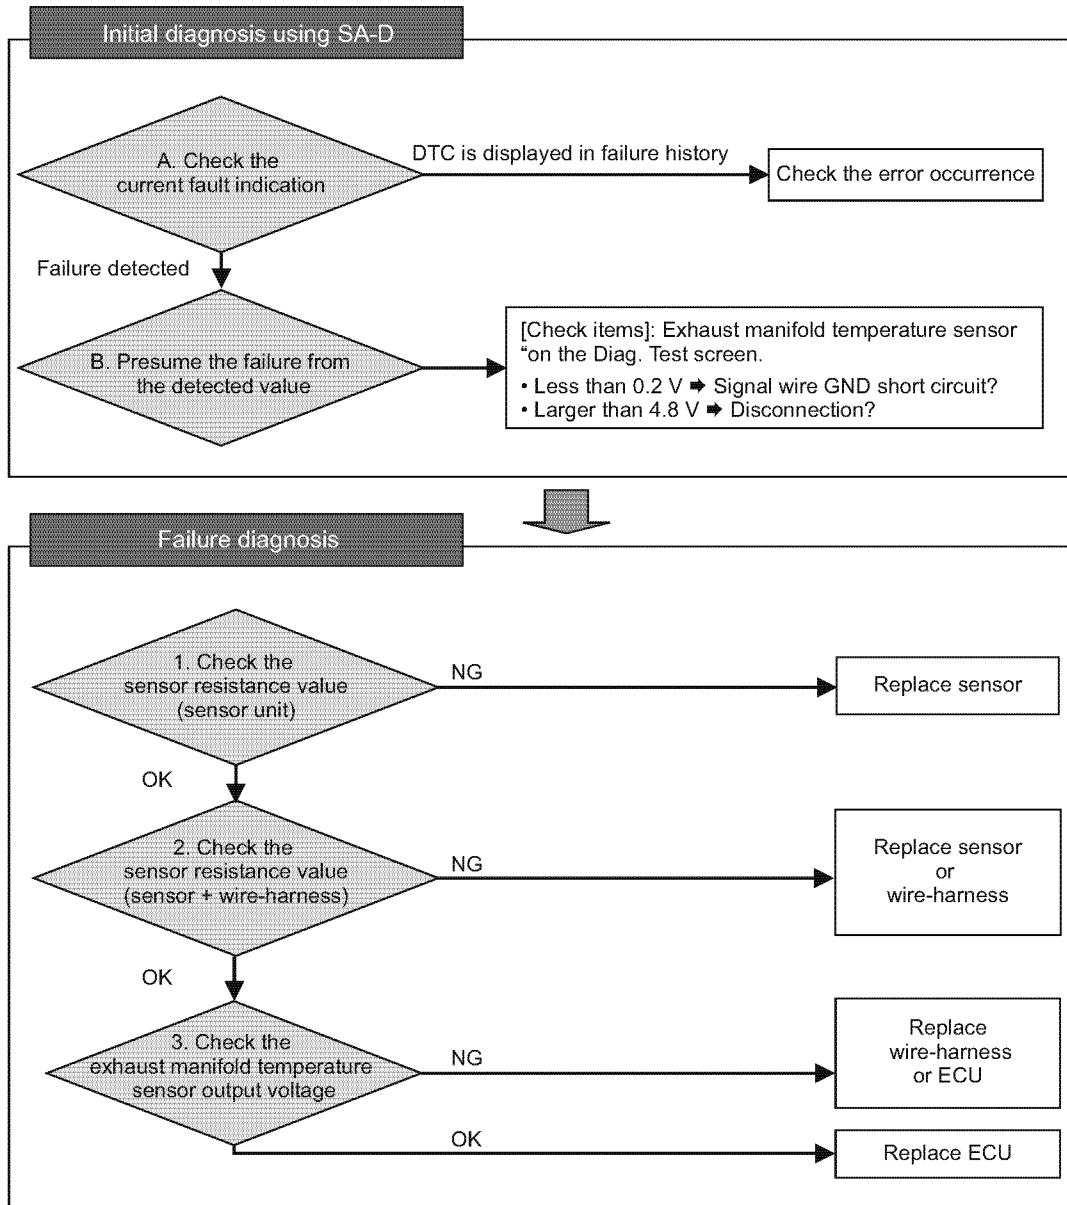 Initial diagnosis using SA-D
A. Check the
current fault indication
DTC is displayed in failure history
Check the error occurrence
Failure detected
B. Presume the failure from
the detected value
[Check items]: Exhaust manifold temperature sensor
“on the Diag. Test screen.
• Less than 0.2 V ➡ Signal wire GND short circuit?
• Larger than 4.8 V ➡ Disconnection?
Failure diagnosis
1. Check the
sensor resistance value
(sensor unit)
NG
Replace sensor
OK
2. Check the
sensor resistance value
(sensor + wire-harness)
NG
Replace sensor
or
wire-harness
OK
3. Check the
exhaust manifold temperature
sensor output voltage
NG
Replace
wire-harness
or ECU
OK
Replace ECU